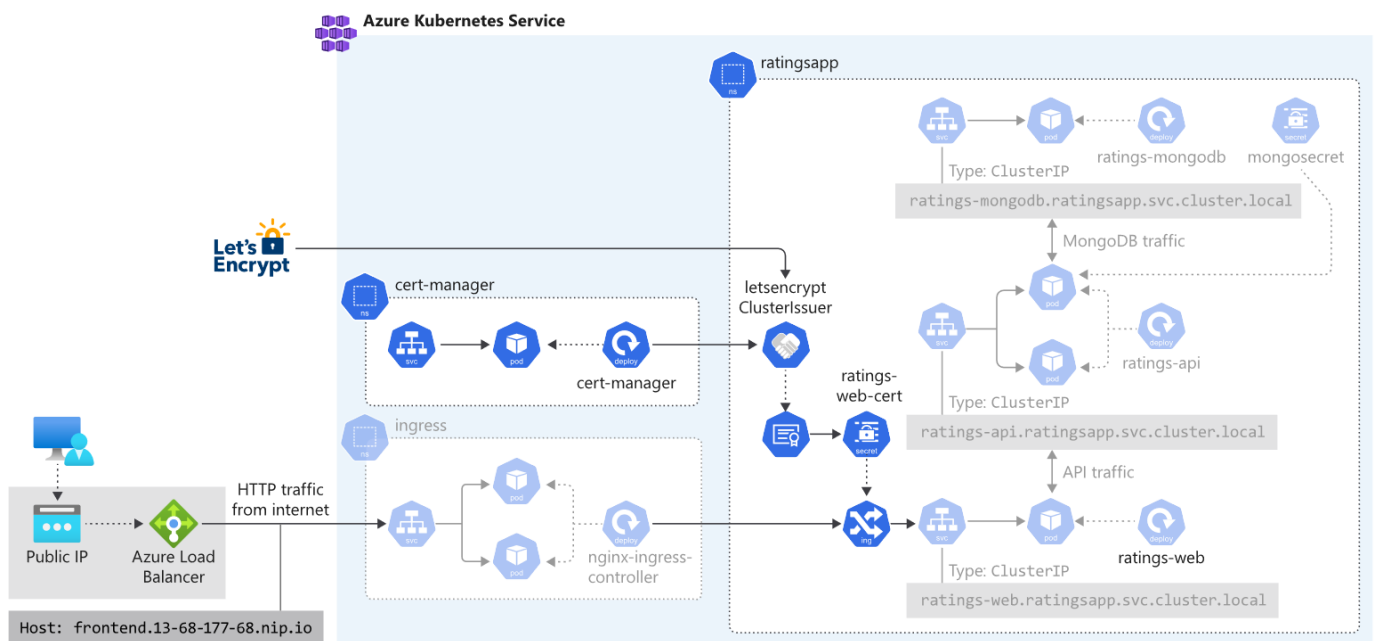 Azure Kubernetes Service
ns
ratingsapp
svc
pod
deploy
secret
ratings-mongodb
mongosecret
Type: ClusterIP
ratings-mongodb.ratingsapp.svc.cluster.local
MongoDB traffic
Let's
Encrypt
ns
cert-manager
svc
pod
deploy
cert-manager
letsencrypt
ClusterIssuer
ratings-
web-cert
secret
pod
svc
pod
deploy
ratings-api
Type: ClusterIP
ratings-api.ratingsapp.svc.cluster.local
API traffic
ns
ingress
HTTP traffic
from internet
Public IP
Azure Load
Balancer
svc
pod
pod
deploy
nginx-ingress-
controller
ing
svc
pod
deploy
ratings-web
Type: ClusterIP
ratings-web.ratingsapp.svc.cluster.local
Host: frontend.13-68-177-68.nip.io